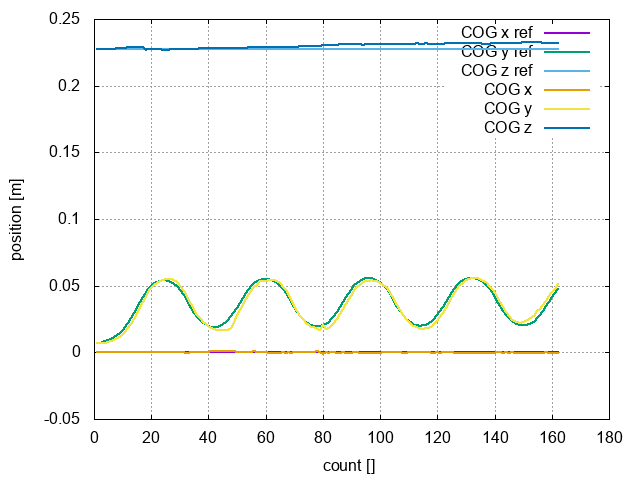 0.25
0.2
0.15
0.1
0.05
0
-0.05
position [m]
COG x ref
COG y ref
COG z ref
COG x
COG y
COG z
0 20 40 60 80 100 120 140 160 180
count []